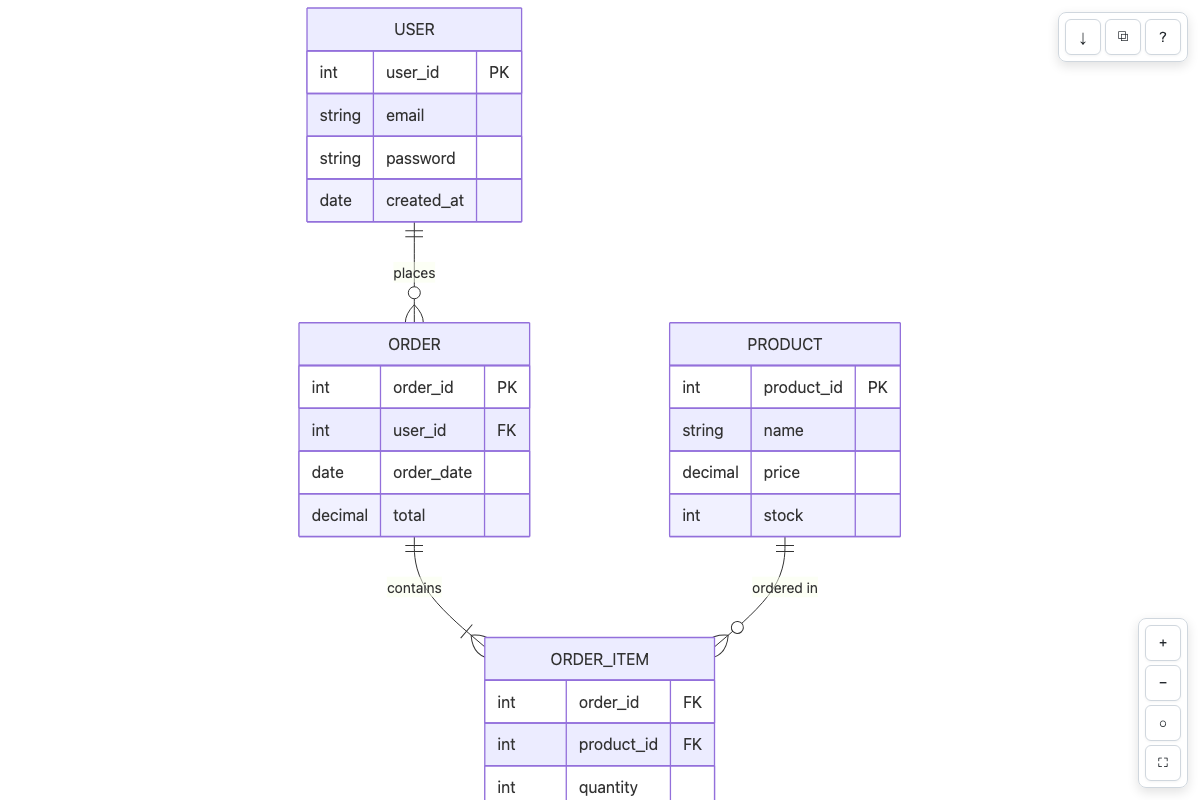 USER
int user_id PK
string email
string password
date created_at
places
ORDER
int order_id PK
int user_id FK
date order_date
decimal total
PRODUCT
int product_id PK
string name
decimal price
int stock
contains
ordered in
ORDER_ITEM
int order_id FK
int product_id FK
int quantity
↓ ⧉ ?
+
−
○
⛶